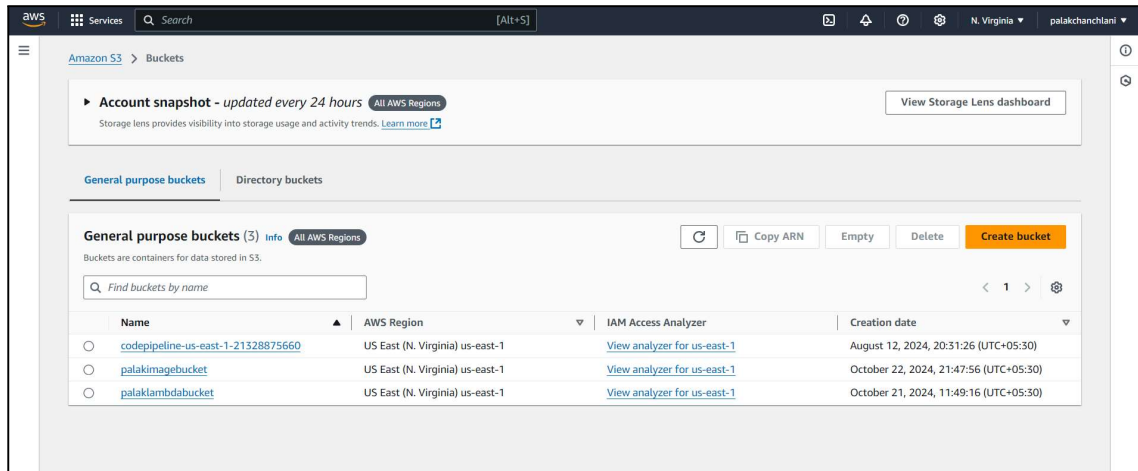 aws Services Search [Alt+S] N. Virginia ▼ palakchanchlani ▼
Amazon S3 > Buckets
▶ Account snapshot - updated every 24 hours All AWS Regions View Storage Lens dashboard
Storage lens provides visibility into storage usage and activity trends. Learn more
General purpose buckets Directory buckets
General purpose buckets (3) Info All AWS Regions Copy ARN Empty Delete Create bucket
Buckets are containers for data stored in S3.
Find buckets by name < 1 >
Name ▲ AWS Region ▽ IAM Access Analyzer Creation date ▽
codepipeline-us-east-1-21328875660 US East (N. Virginia) us-east-1 View analyzer for us-east-1 August 12, 2024, 20:31:26 (UTC+05:30)
palakimagebucket US East (N. Virginia) us-east-1 View analyzer for us-east-1 October 22, 2024, 21:47:56 (UTC+05:30)
palaklambdabucket US East (N. Virginia) us-east-1 View analyzer for us-east-1 October 21, 2024, 11:49:16 (UTC+05:30)